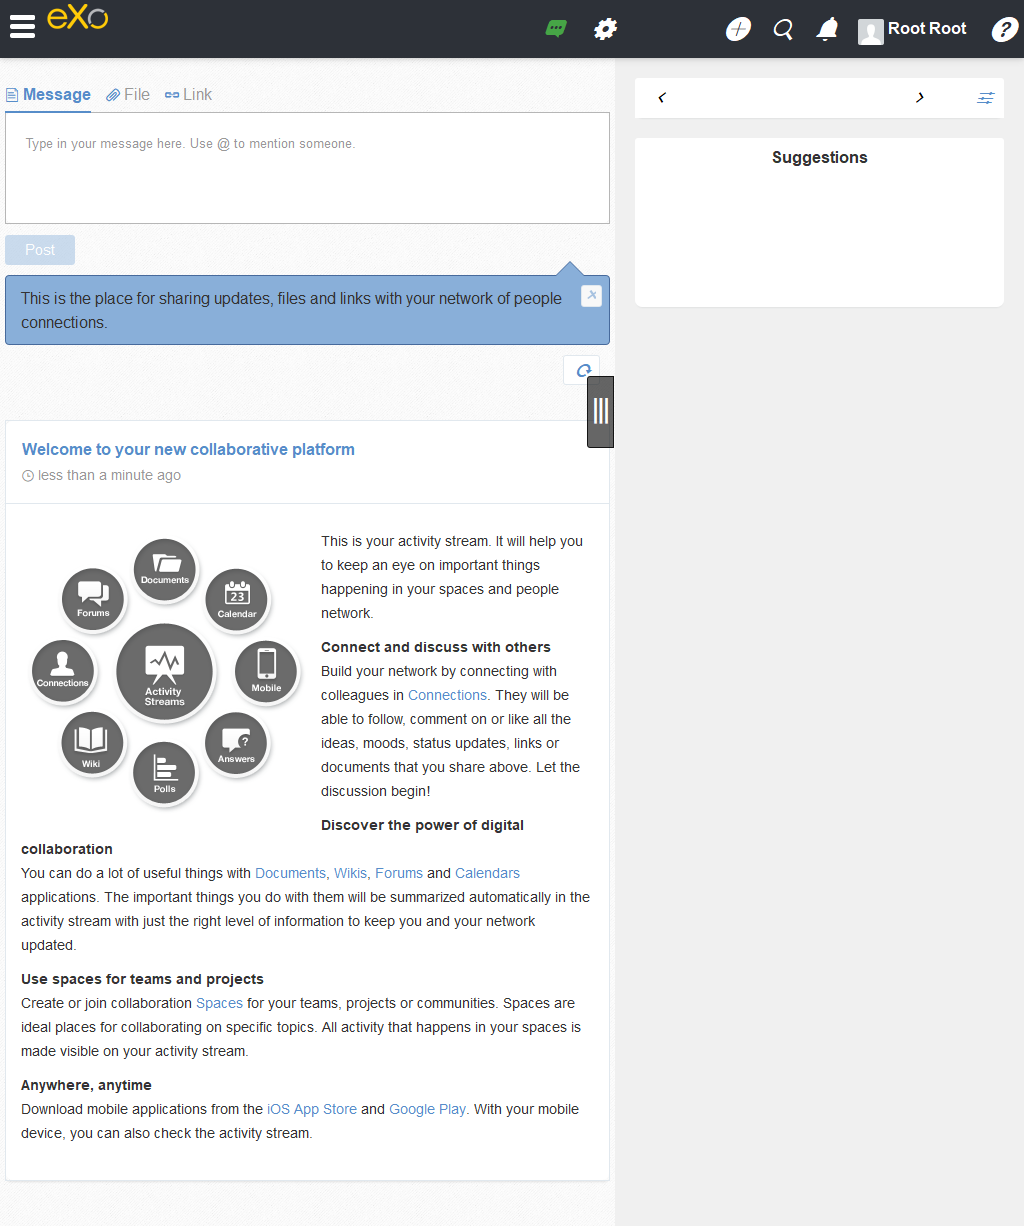 eXo
Root Root
?
Message File Link
Type in your message here. Use @ to mention someone.
Post
This is the place for sharing updates, files and links with your network of people
connections.
Suggestions
Welcome to your new collaborative platform
less than a minute ago
Documents
Forums
23
Calendar
Connections
Activity
Streams
Mobile
Wiki
?
Answers
Polls
This is your activity stream. It will help you
to keep an eye on important things
happening in your spaces and people
network.
Connect and discuss with others
Build your network by connecting with
colleagues in Connections. They will be
able to follow, comment on or like all the
ideas, moods, status updates, links or
documents that you share above. Let the
discussion begin!
Discover the power of digital
collaboration
You can do a lot of useful things with Documents, Wikis, Forums and Calendars
applications. The important things you do with them will be summarized automatically in the
activity stream with just the right level of information to keep you and your network
updated.
Use spaces for teams and projects
Create or join collaboration Spaces for your teams, projects or communities. Spaces are
ideal places for collaborating on specific topics. All activity that happens in your spaces is
made visible on your activity stream.
Anywhere, anytime
Download mobile applications from the iOS App Store and Google Play. With your mobile
device, you can also check the activity stream.